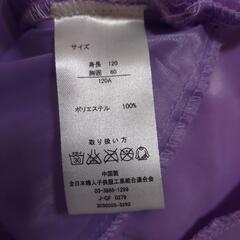 サイズ
身長 120
胸囲 60
120A
ポリエステル 100%
取り扱い方
中国製
全日本婦人子供服工業組合連合会
J-GF 0279